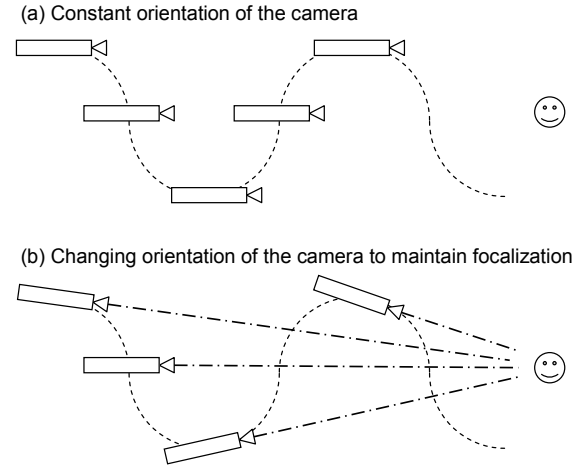 (a) Constant orientation of the camera
(b) Changing orientation of the camera to maintain focalization